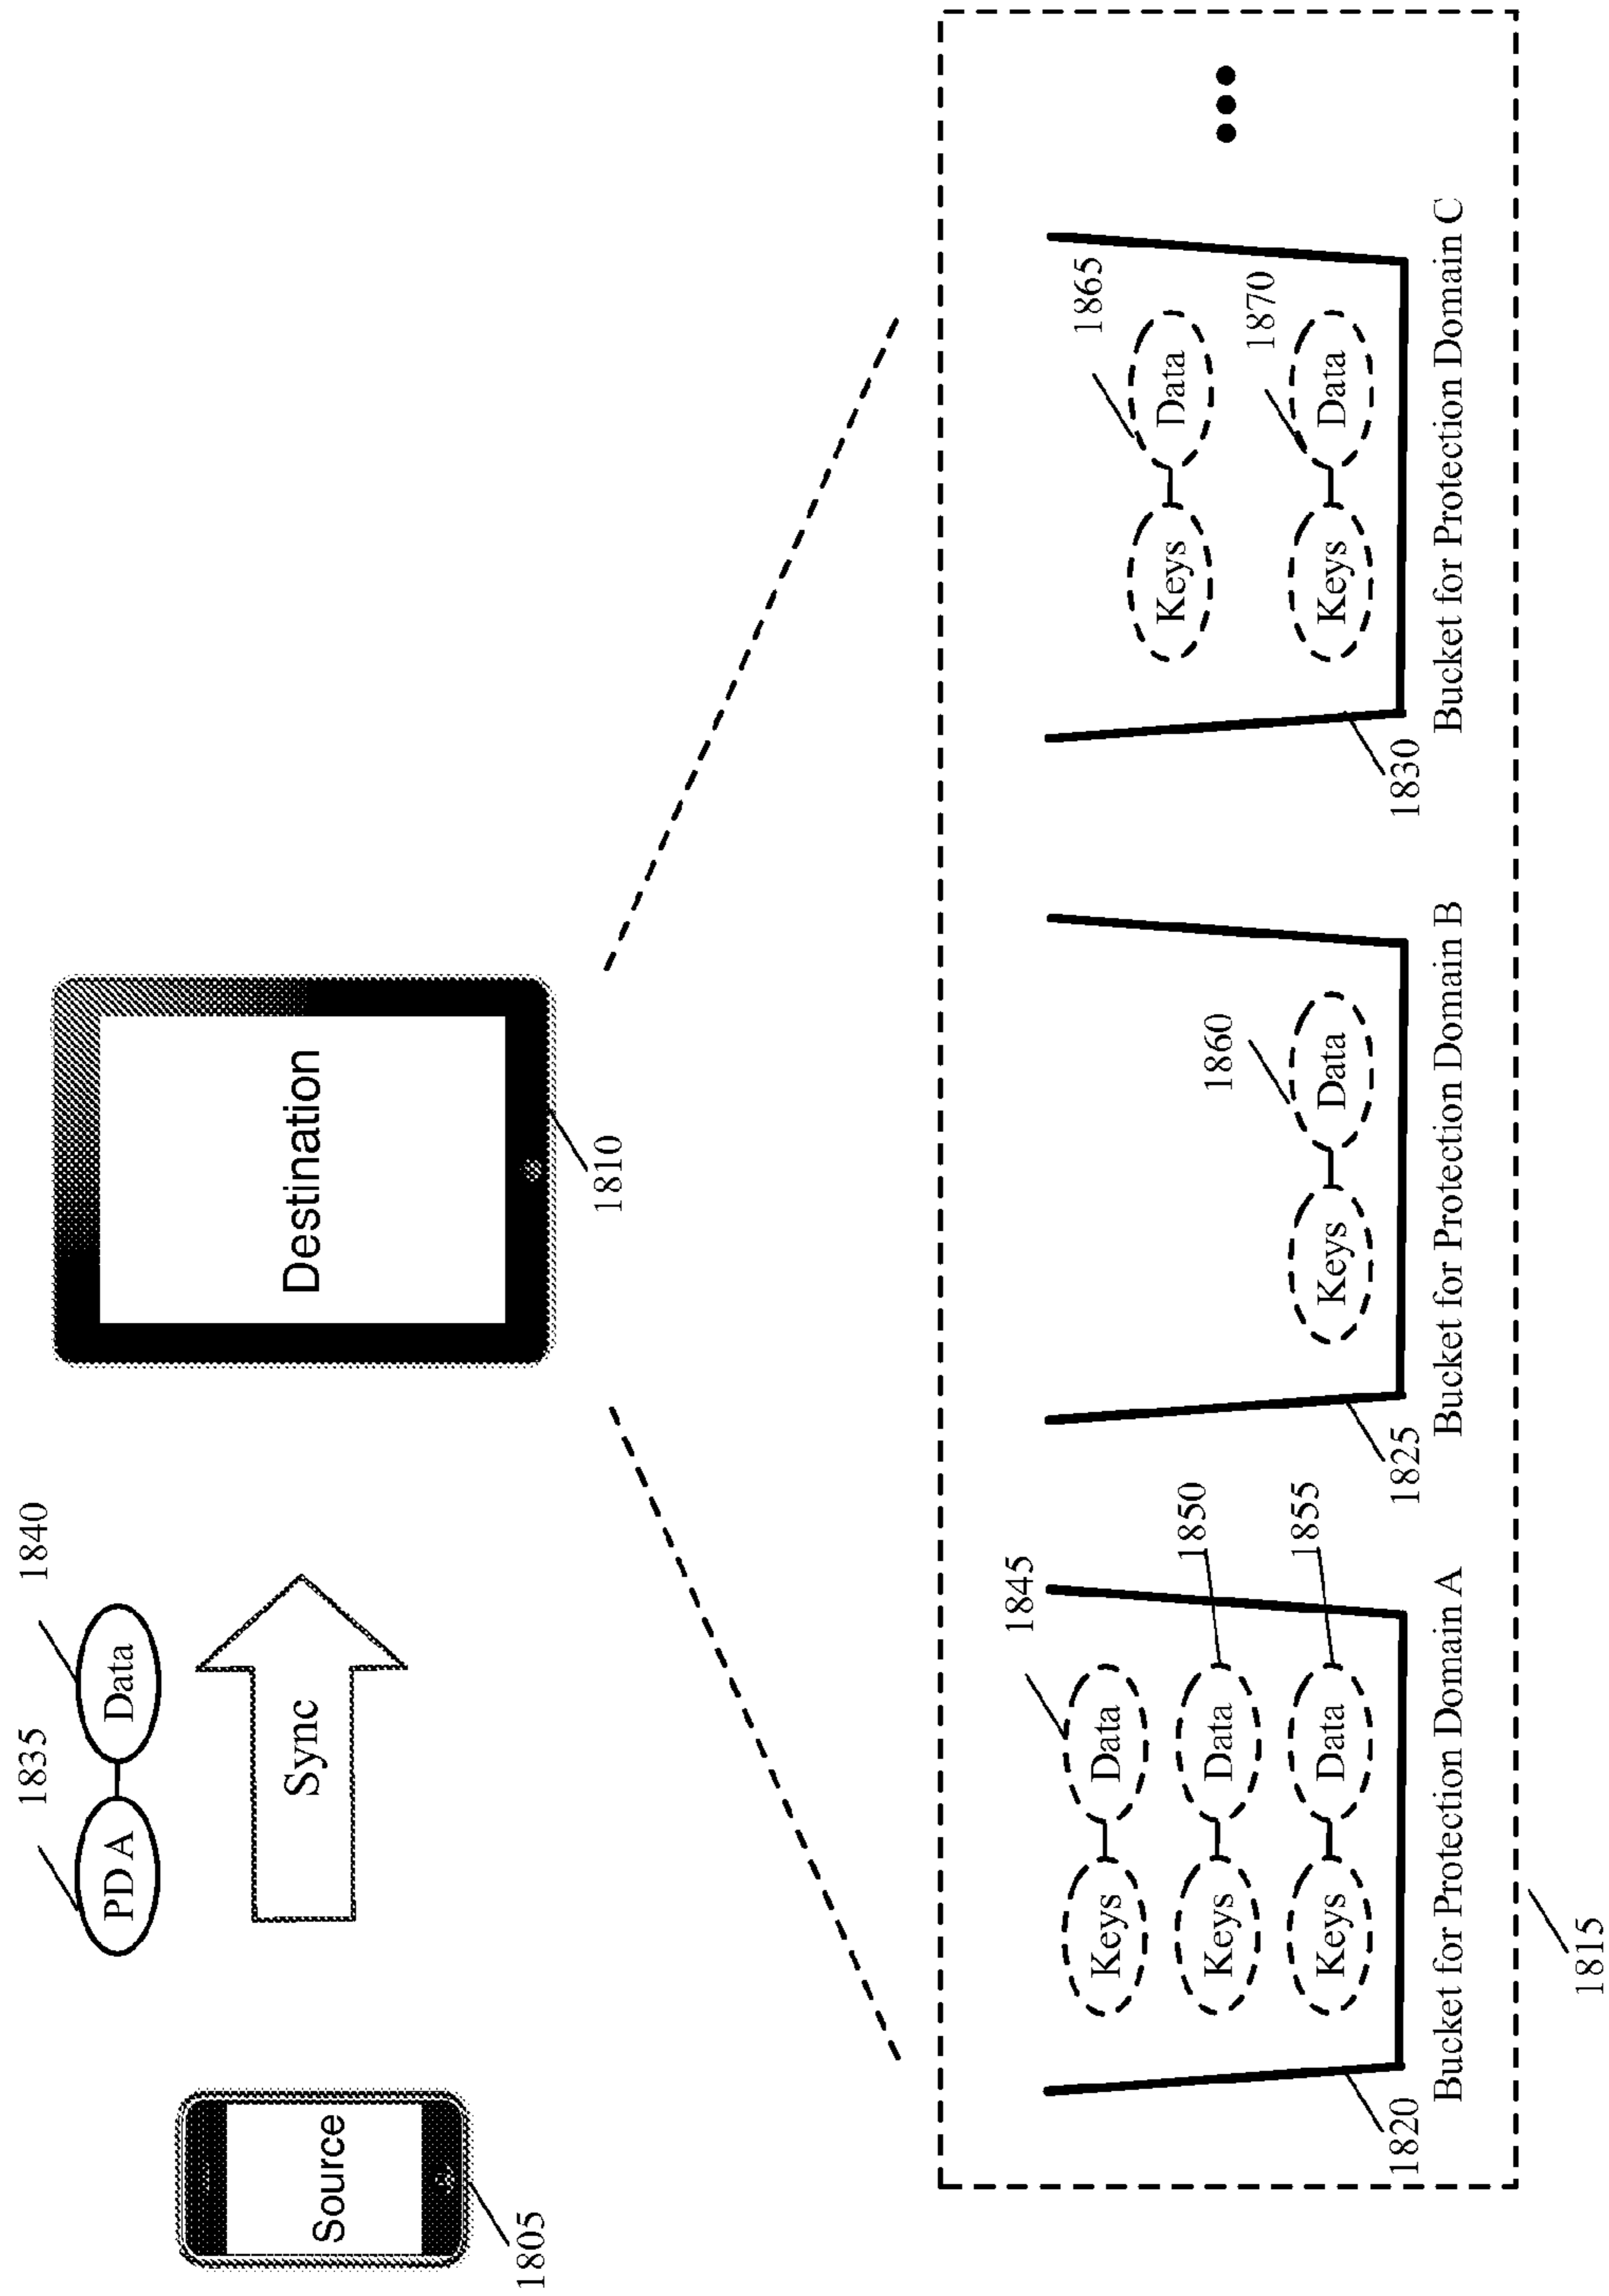 1835
1840
PD A
Data
Source
Sync
Destination
1805
1810
1845
1850
1855
1860
1865
1870
Keys
Data
Keys
Data
Keys
Data
Keys
Data
Keys
Data
Keys
Data
1820
1825
1830
Bucket for Protection Domain A
Bucket for Protection Domain B
Bucket for Protection Domain C
1815